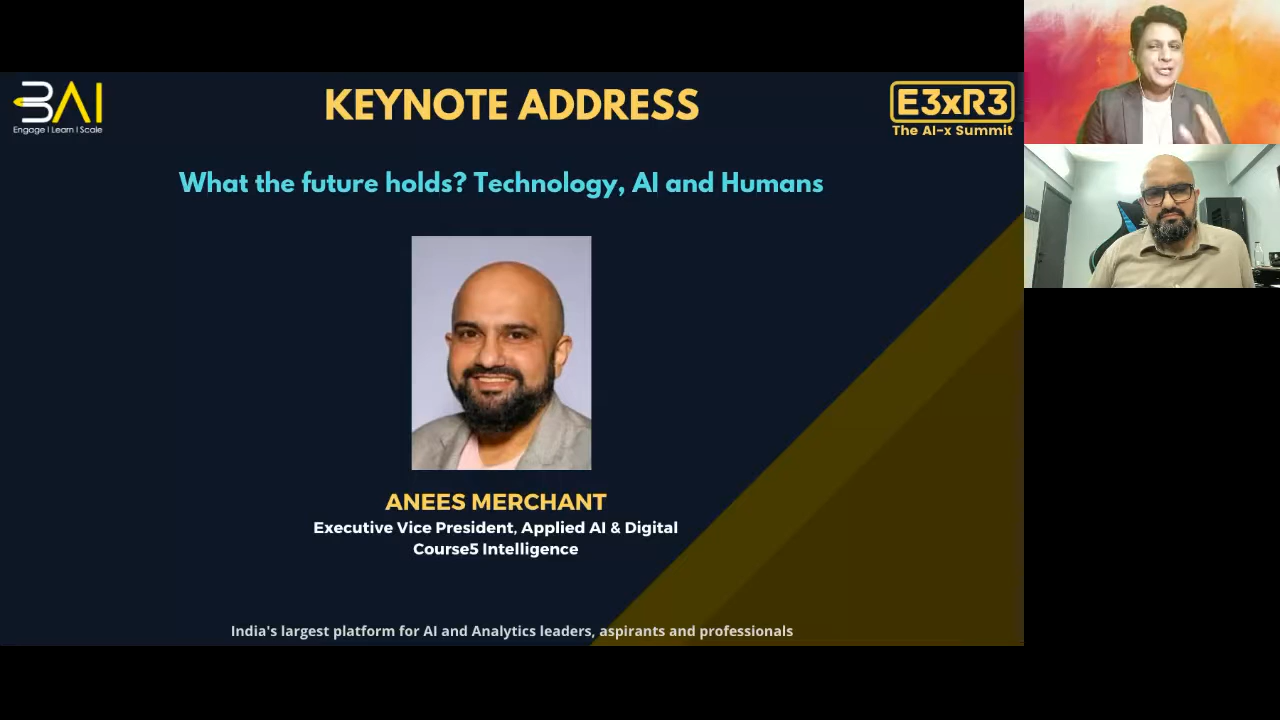 3AI
Engage | Learn | Scale
KEYNOTE ADDRESS
E3xR3
The AI-x Summit
What the future holds? Technology, AI and Humans
ANEES MERCHANT
Executive Vice President, Applied AI & Digital
Course5 Intelligence
India's largest platform for AI and Analytics leaders, aspirants and professionals